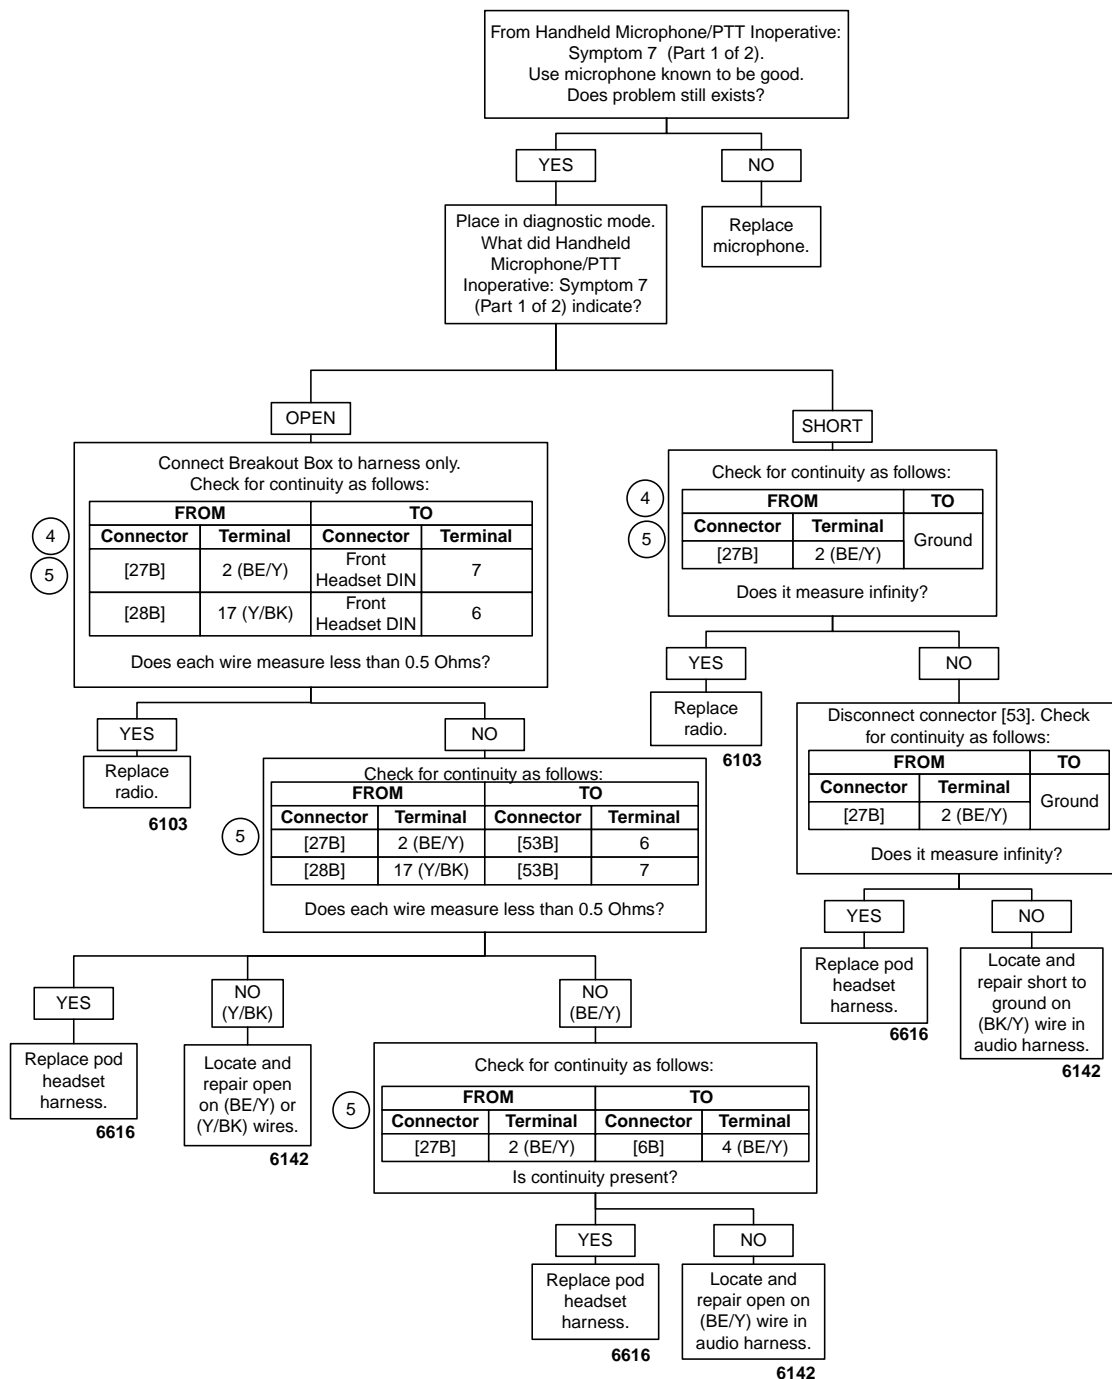 From Handheld Microphone/PTT Inoperative:
Symptom 7 (Part 1 of 2).
Use microphone known to be good.
Does problem still exists?
YES
NO
Place in diagnostic mode.
What did Handheld
Microphone/PTT
Inoperative: Symptom 7
(Part 1 of 2) indicate?
Replace
microphone.
OPEN
SHORT
Connect Breakout Box to harness only.
Check for continuity as follows:
FROM TO
Connector Terminal Connector Terminal
[27B] 2 (BE/Y) Front
Headset DIN 7
[28B] 17 (Y/BK) Front
Headset DIN 6
Does each wire measure less than 0.5 Ohms?
4
5
Check for continuity as follows:
FROM TO
Connector Terminal Ground
[27B] 2 (BE/Y)
Does it measure infinity?
4
5
YES
NO
Replace
radio.
6103
YES
NO
Replace
radio.
6103
Disconnect connector [53]. Check
for continuity as follows:
FROM TO
Connector Terminal Ground
[27B] 2 (BE/Y)
Does it measure infinity?
Check for continuity as follows:
FROM TO
Connector Terminal Connector Terminal
[27B] 2 (BE/Y) [53B] 6
[28B] 17 (Y/BK) [53B] 7
Does each wire measure less than 0.5 Ohms?
5
YES
NO
Replace pod
headset
harness.
6616
Locate and
repair short to
ground on
(BK/Y) wire in
audio harness.
6142
YES
NO
(Y/BK)
NO
(BE/Y)
Replace pod
headset
harness.
6616
Locate and
repair open
on (BE/Y) or
(Y/BK) wires.
6142
Check for continuity as follows:
FROM TO
Connector Terminal Connector Terminal
[27B] 2 (BE/Y) [6B] 4 (BE/Y)
Is continuity present?
5
YES
NO
Replace pod
headset
harness.
6616
Locate and
repair open on
(BE/Y) wire in
audio harness.
6142